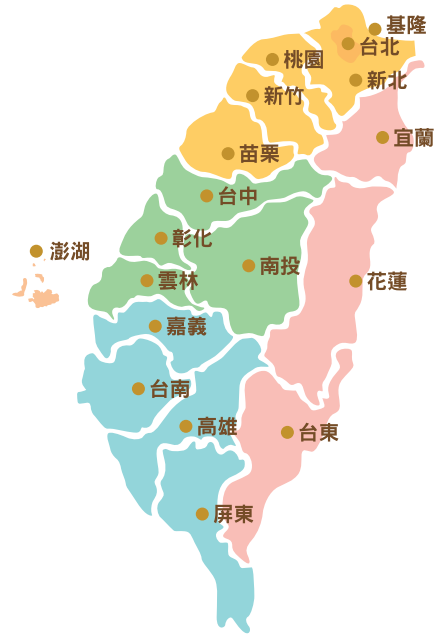 基隆
台北
桃園
新北
新竹
宜蘭
苗栗
台中
彰化
澎湖
南投
雲林
花蓮
嘉義
台南
高雄
台東
屏東